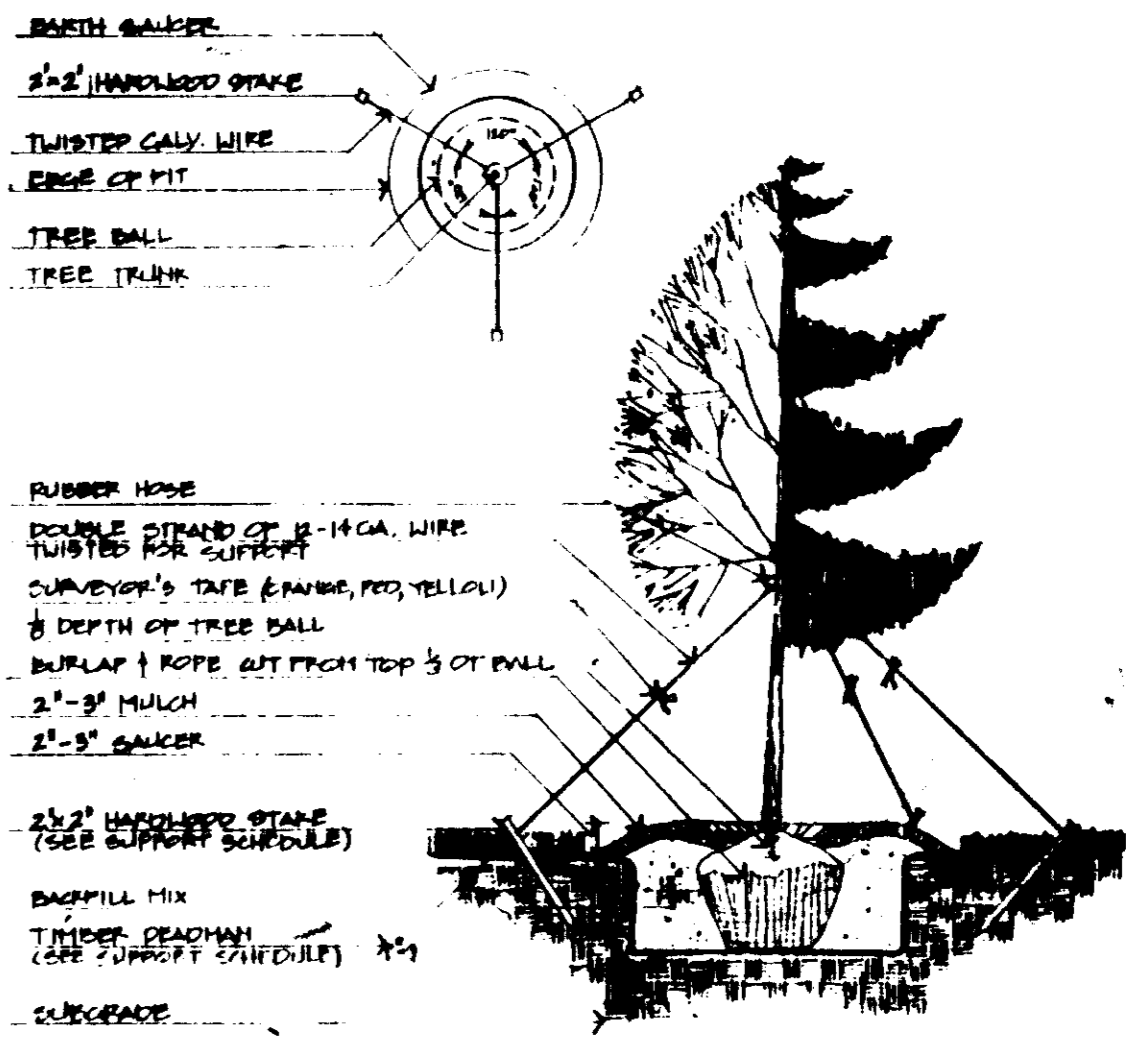 EARTH SAUCER
2"x2" HARDWOOD STAKE
TWISTED GALV. WIRE
EDGE OF PIT
TREE BALL
TREE TRUNK
120°
RUBBER HOSE
DOUBLE STRAND OF 12-14 GA. WIRE
TWISTED FOR SUPPORT
SURVEYOR'S TAPE (ORANGE, RED, YELLOW)
DEPTH OF TREE BALL
BURLAP & ROPE CUT FROM TOP ⅓ OF BALL
2"-3" MULCH
2"-3" SAUCER
2"x2" HARDWOOD STAKE
(SEE SUPPORT SCHEDULE)
BACKFILL MIX
TIMBER DEADMAN
(SEE SUPPORT SCHEDULE)
SUBGRADE